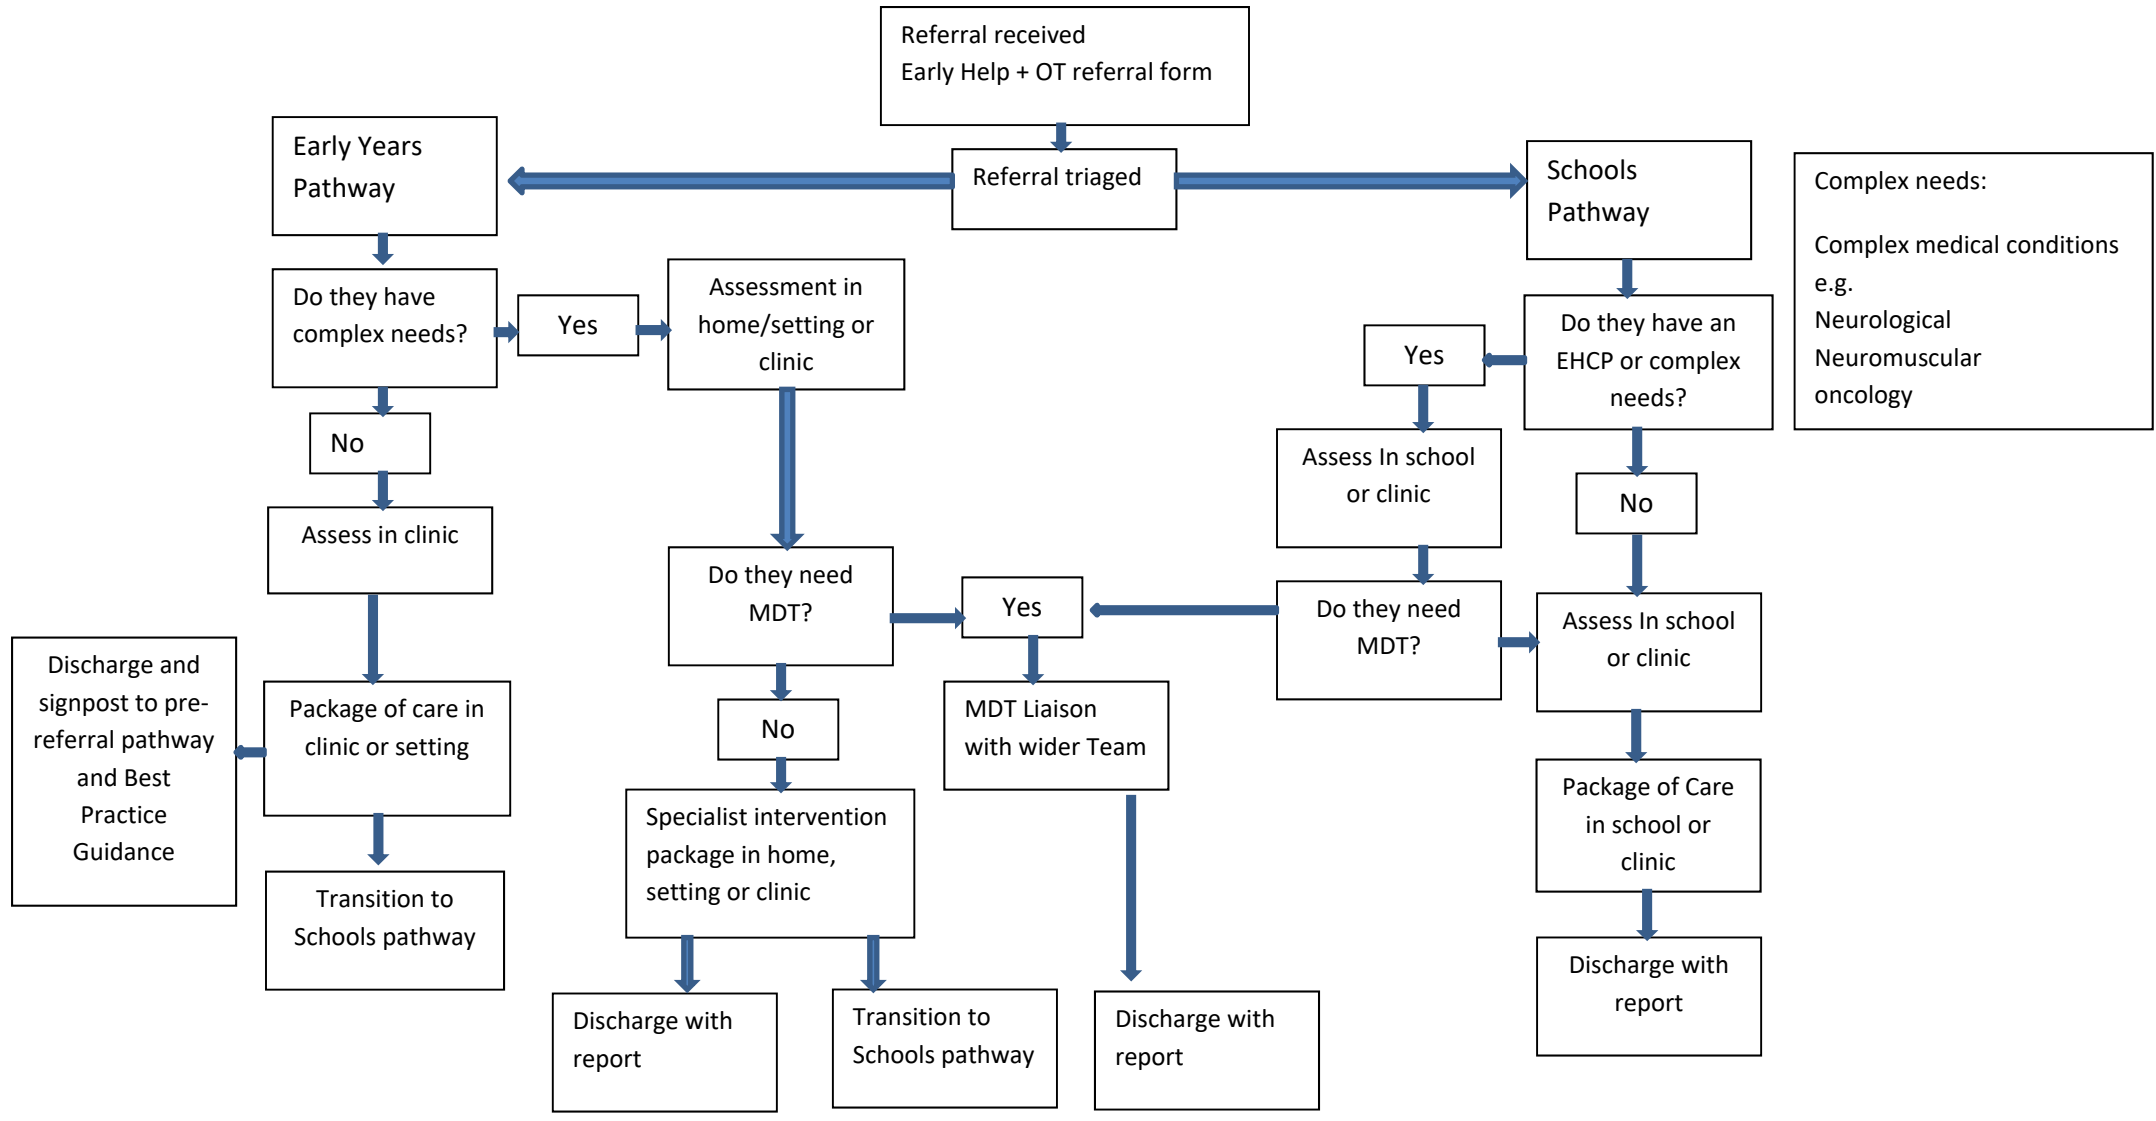 Referral received
Early Help + OT referral form
Early Years
Pathway
Referral triaged
Schools
Pathway
Complex needs:
Complex medical conditions
e.g.
Neurological
Neuromuscular
oncology
Do they have
complex needs?
Yes
Assessment in
home/setting or
clinic
Yes
Do they have an
EHCP or complex
needs?
No
Assess In school
or clinic
No
Assess in clinic
Do they need
MDT?
Yes
Do they need
MDT?
Assess In school
or clinic
Discharge and
signpost to pre-
referral pathway
and Best
Practice
Guidance
Package of care in
clinic or setting
No
MDT Liaison
with wider Team
Package of Care
in school or
clinic
Specialist intervention
package in home,
setting or clinic
Transition to
Schools pathway
Discharge with
report
Discharge with
report
Transition to
Schools pathway
Discharge with
report